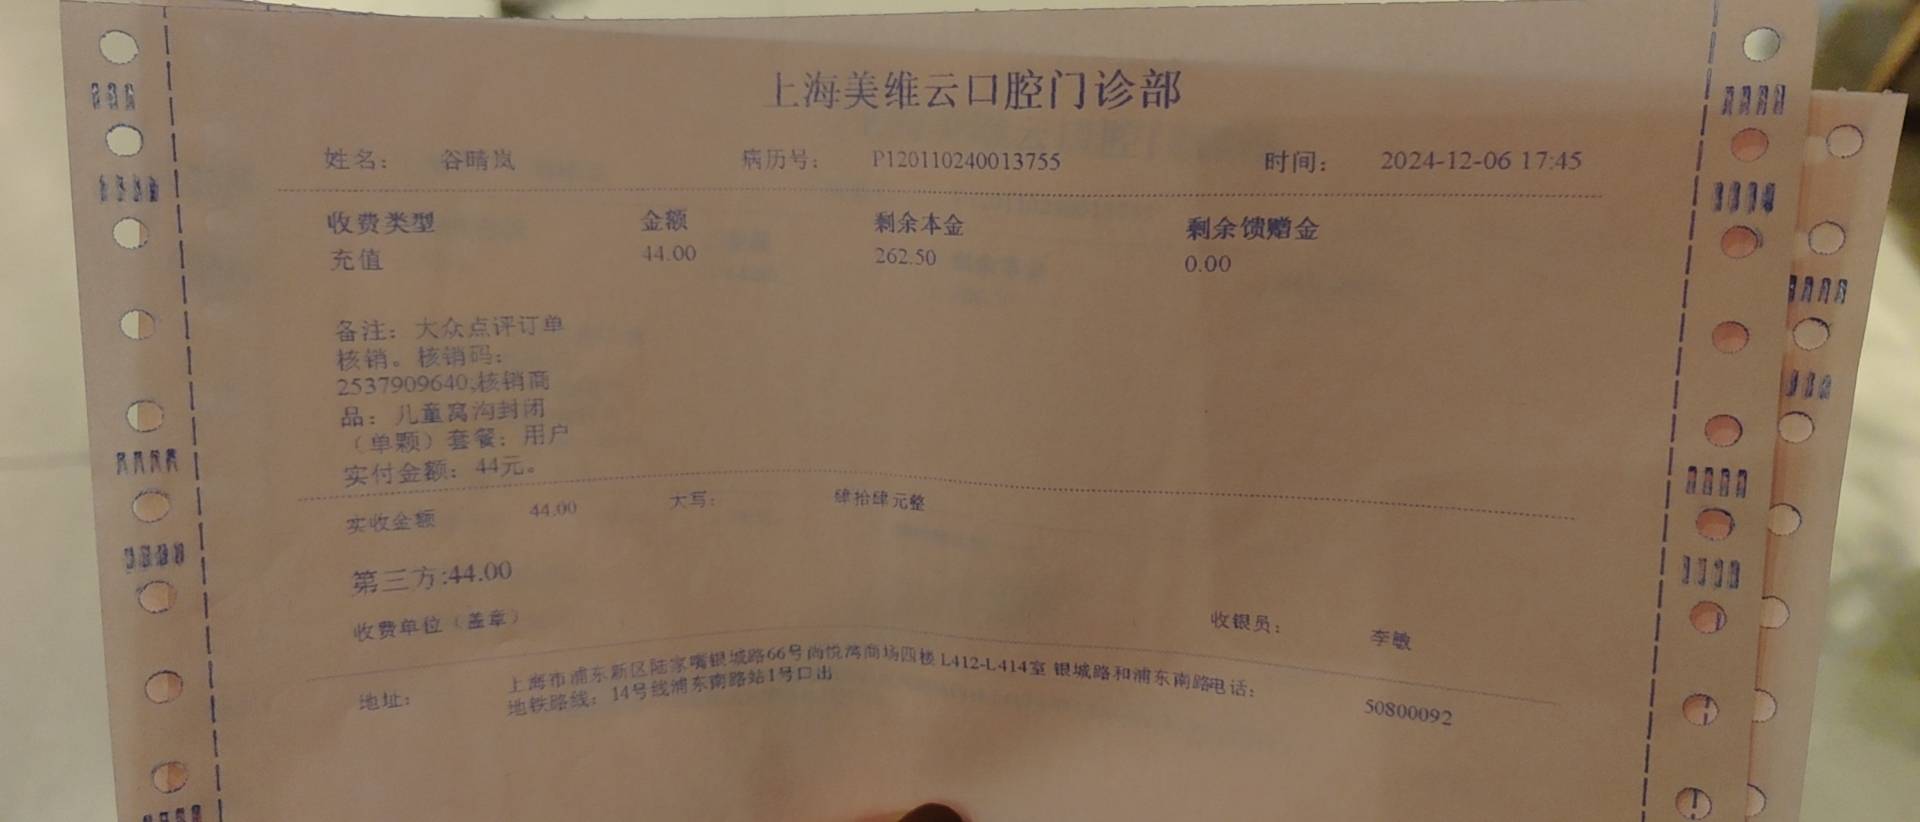 上海美维云口腔门诊部
姓名： 谷晴岚 病历号： P120110240013755 时间： 2024-12-06 17:45
收费类型 金额 剩余本金 剩余馈赠金
充值 44.00 262.50 0.00
备注：大众点评订单
核销。核销码：
2537909640;核销商
品：儿童窝沟封闭
（单颗）套餐；用户
实付金额：44元。
实收金额 44.00 大写： 肆拾肆元整
第三方:44.00
收费单位（盖章） 收银员： 李敏
地址： 上海市浦东新区陆家嘴银城路66号尚悦湾商场四楼 L412-L414室 银城路和浦东南路 电话： 50800092
地铁路线：14号线浦东南路站1号口出